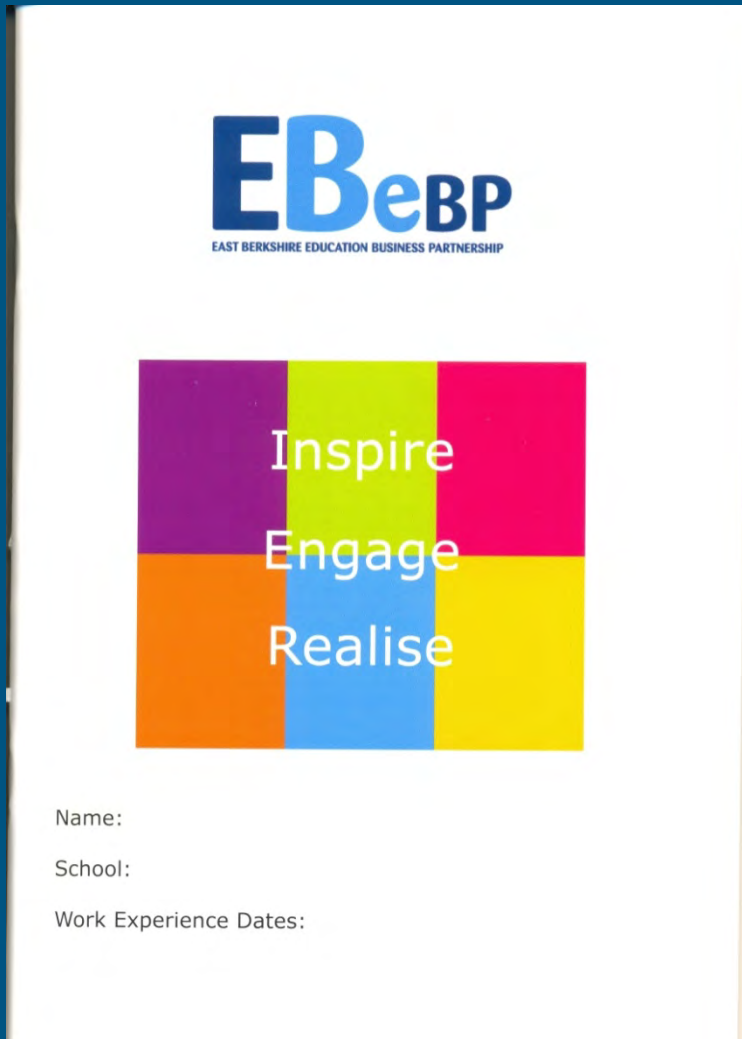 EBeBP
EAST BERKSHIRE EDUCATION BUSINESS PARTNERSHIP
Inspire
Engage
Realise
Name:
School:
Work Experience Dates: